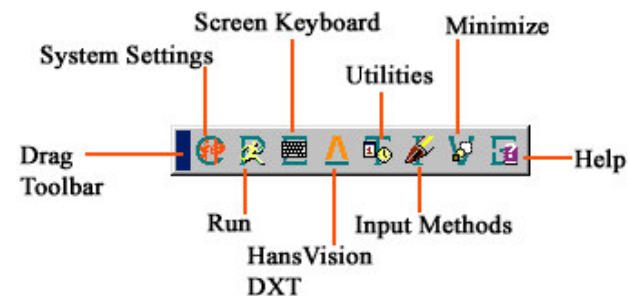 Screen Keyboard
Minimize
System Settings
Utilities
Drag
Toolbar
Help
Run
Input Methods
HansVision
DXT